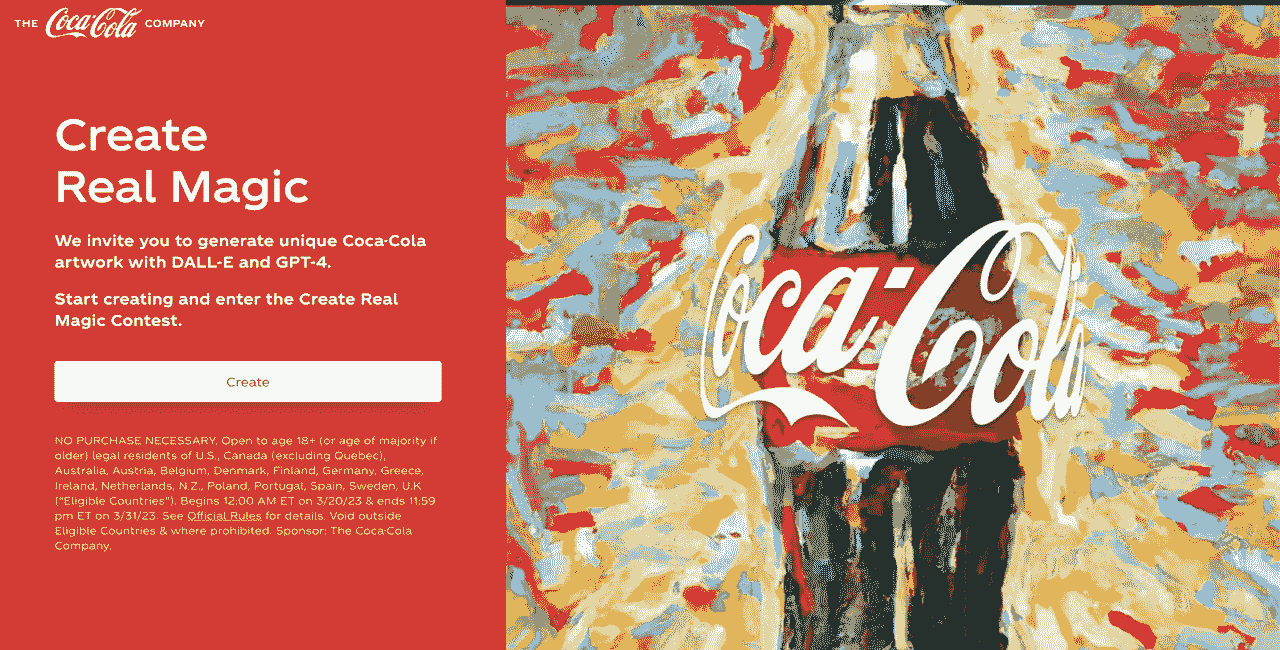 THE Coca-Cola COMPANY
Create
Real Magic
We invite you to generate unique Coca-Cola
artwork with DALL-E and GPT-4.
Start creating and enter the Create Real
Magic Contest.
Create
NO PURCHASE NECESSARY. Open to age 18+ (or age of majority if
older) legal residents of U.S., Canada (excluding Quebec),
Australia, Austria, Belgium, Denmark, Finland, Germany, Greece,
Ireland, Netherlands, N.Z., Poland, Portugal, Spain, Sweden, U.K
("Eligible Countries"). Begins 12:00 AM ET on 3/20/23 & ends 11:59
pm ET on 3/31/23. See Official Rules for details. Void outside
Eligible Countries & where prohibited. Sponsor: The Coca-Cola
Company.
Coca-Cola